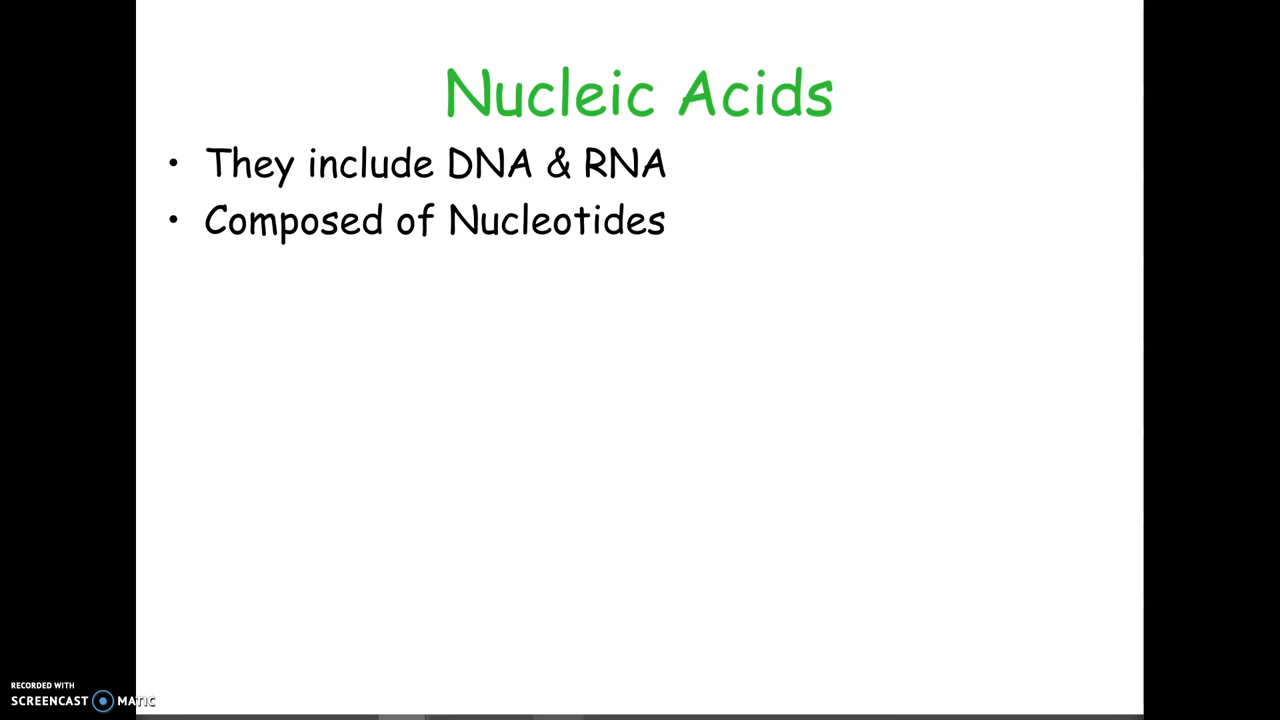 Nucleic Acids
• They include DNA & RNA
• Composed of Nucleotides
RECORDED WITH
SCREENCAST MATIC